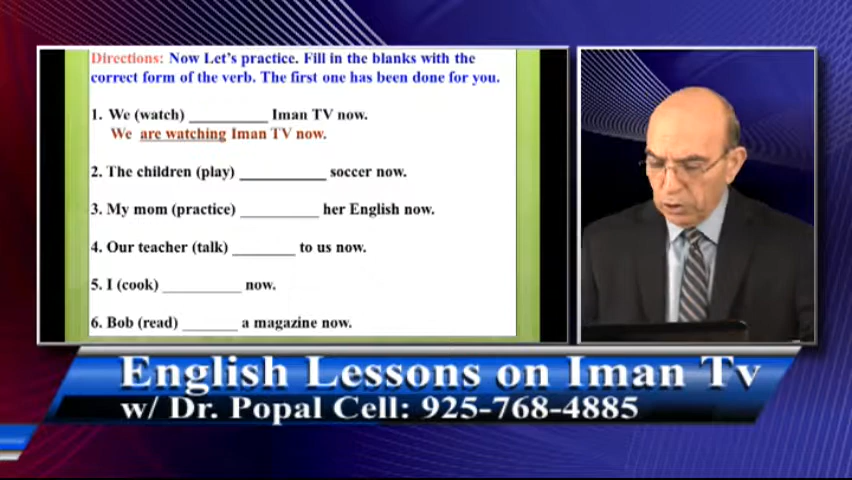 Directions: Now Let's practice. Fill in the blanks with the
correct form of the verb. The first one has been done for you.
1. We (watch) __________ Iman TV now.
We are watching Iman TV now.
2. The children (play) ___________ soccer now.
3. My mom (practice) __________ her English now.
4. Our teacher (talk) ________ to us now.
5. I (cook) __________ now.
6. Bob (read) _______ a magazine now.
English Lessons on Iman Tv
w/ Dr. Popal Cell: 925-768-4885